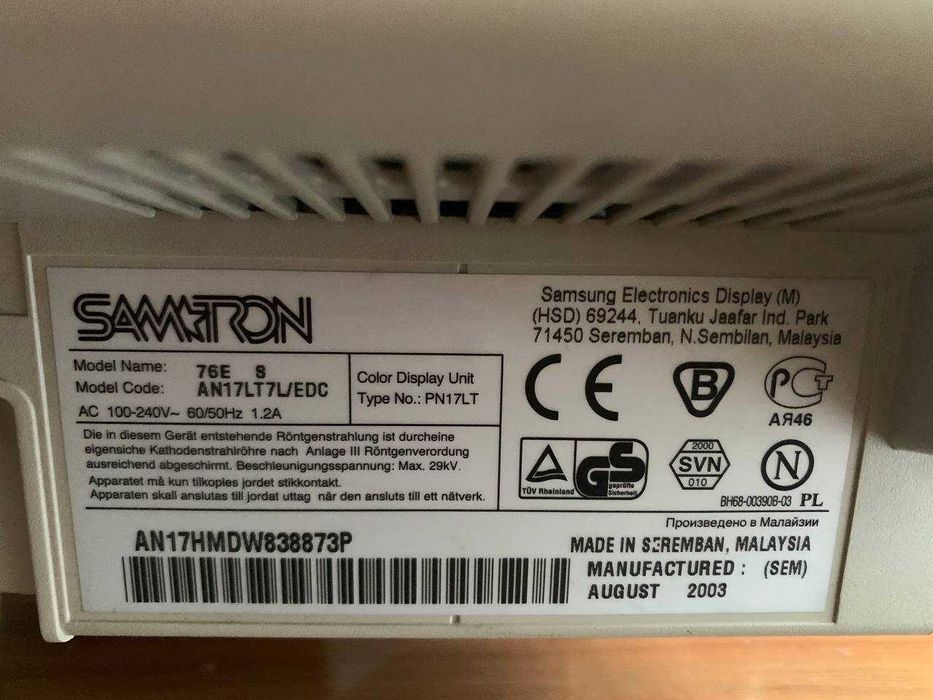 SAMTRON
Samsung Electronics Display (M)
(HSD) 69244, Tuanku Jaafar Ind. Park
71450 Seremban, N.Sembilan, Malaysia
Model Name: 76E S
Model Code: AN17LT7L/EDC
AC 100-240V~ 60/50Hz 1.2A
Color Display Unit
Type No.: PN17LT
Die in diesem Gerät entstehende Röntgenstrahlung ist durcheine
eigensiche Kathodenstrahlröhre nach Anlage III Röntgenverordung
ausreichend abgeschirmt. Beschleunigungsspannung: Max. 29kV.
Apparatet må kun tilkoples jordet stikkontakt.
Apparaten skall anslutas till jordat uttag när den ansluts till ett nätverk.
CE
B
РСТ
АЯ46
TÜV Rheinland
GS
geprüfte
Sicherheit
2000
SVN
010
N
BH68-00390B-03 PL
Произведено в Малайзии
AN17HMDW838873P
MADE IN SEREMBAN, MALAYSIA
MANUFACTURED : (SEM)
AUGUST 2003